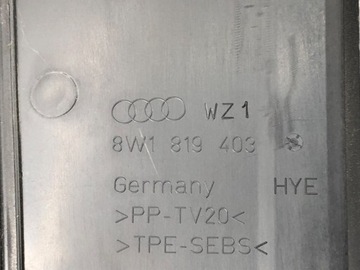 WZ1
8W1 819 403
Germany HYE
>PP-TV20<
>TPE-SEBS<